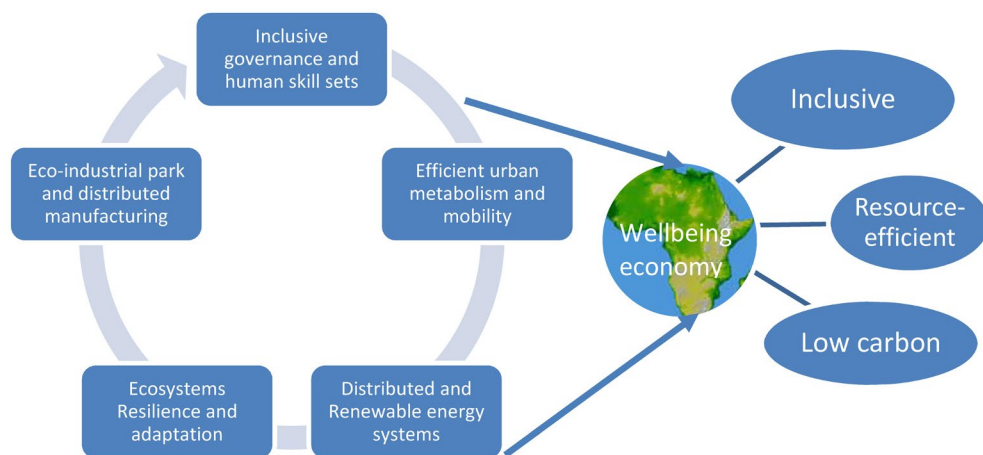 Inclusive
governance and
human skill sets
Efficient urban
metabolism and
mobility
Distributed and
Renewable energy
systems
Ecosystems
Resilience and
adaptation
Eco-industrial park
and distributed
manufacturing
Wellbeing
economy
Inclusive
Resource-
efficient
Low carbon